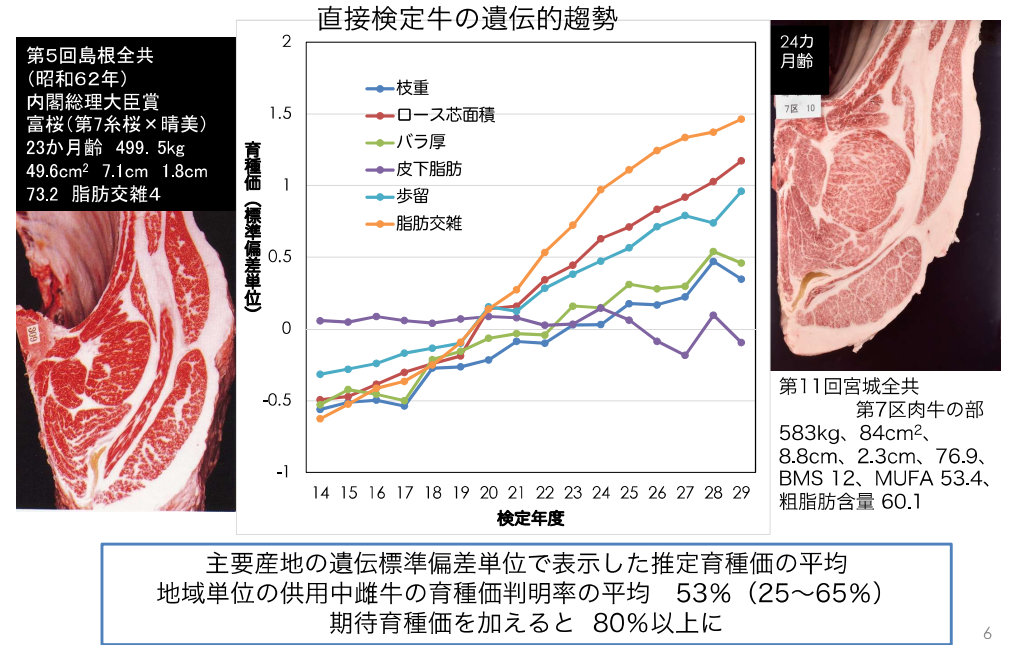 直接検定牛の遺伝的趨勢
第5回島根全共
(昭和62年)
内閣総理大臣賞
富桜(第7糸桜×晴美)
23か月齢 499.5kg
49.6cm² 7.1cm 1.8cm
73.2 脂肪交雑4
育種価(標準偏差単位)
2
1.5
1
0.5
0
-0.5
-1
枝重
ロース芯面積
バラ厚
皮下脂肪
歩留
脂肪交雑
14 15 16 17 18 19 20 21 22 23 24 25 26 27 28 29
検定年度
24カ
月齢
7区 10
第11回宮城全共
第7区肉牛の部
583kg、84cm²、
8.8cm、2.3cm、76.9、
BMS 12、MUFA 53.4、
粗脂肪含量 60.1
主要産地の遺伝標準偏差単位で表示した推定育種価の平均
地域単位の供用中雌牛の育種価判明率の平均 53%(25〜65%)
期待育種価を加えると 80%以上に
6